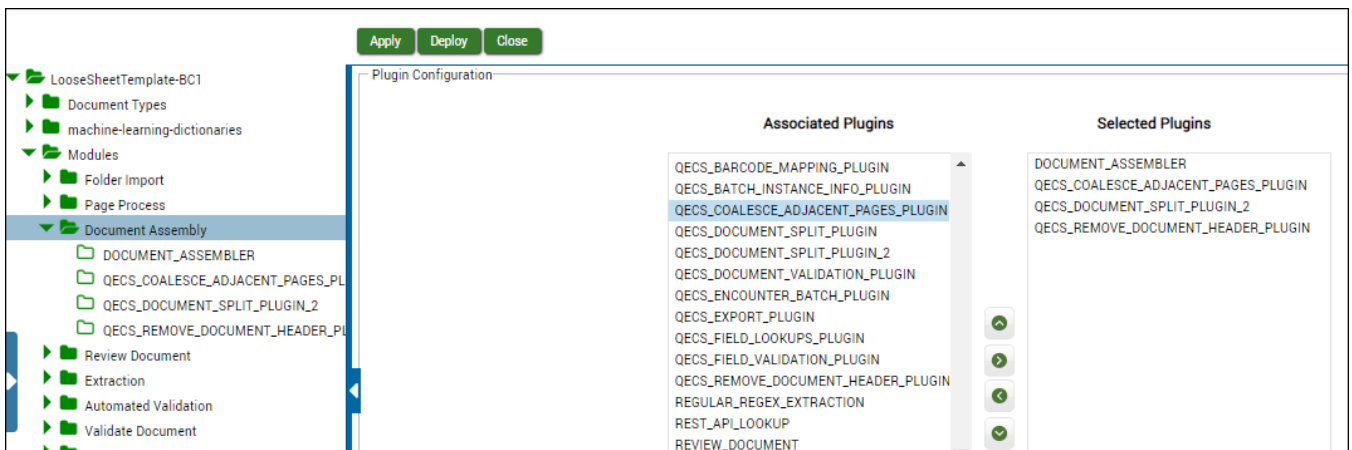 Apply Deploy Close
LooseSheetTemplate-BC1
Document Types
machine-learning-dictionaries
Modules
Folder Import
Page Process
Document Assembly
DOCUMENT_ASSEMBLER
QECS_COALESCE_ADJACENT_PAGES_PL
QECS_DOCUMENT_SPLIT_PLUGIN_2
QECS_REMOVE_DOCUMENT_HEADER_PL
Review Document
Extraction
Automated Validation
Validate Document
Plugin Configuration
Associated Plugins
QECS_BARCODE_MAPPING_PLUGIN
QECS_BATCH_INSTANCE_INFO_PLUGIN
QECS_COALESCE_ADJACENT_PAGES_PLUGIN
QECS_DOCUMENT_SPLIT_PLUGIN
QECS_DOCUMENT_SPLIT_PLUGIN_2
QECS_DOCUMENT_VALIDATION_PLUGIN
QECS_ENCOUNTER_BATCH_PLUGIN
QECS_EXPORT_PLUGIN
QECS_FIELD_LOOKUPS_PLUGIN
QECS_FIELD_VALIDATION_PLUGIN
QECS_REMOVE_DOCUMENT_HEADER_PLUGIN
REGULAR_REGEX_EXTRACTION
REST_API_LOOKUP
REVIEW_DOCUMENT
Selected Plugins
DOCUMENT_ASSEMBLER
QECS_COALESCE_ADJACENT_PAGES_PLUGIN
QECS_DOCUMENT_SPLIT_PLUGIN_2
QECS_REMOVE_DOCUMENT_HEADER_PLUGIN